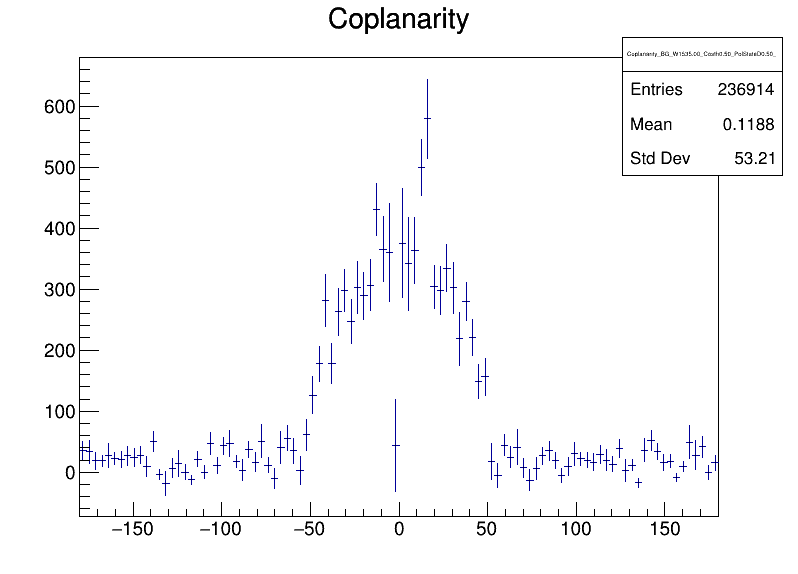 Coplanarity
Coplanarity_BG_W1535.00_Costh0.50_PolStateD0.50_
Entries 236914
Mean 0.1188
Std Dev 53.21
600
500
400
300
200
100
0
−150 −100 −50 0 50 100 150